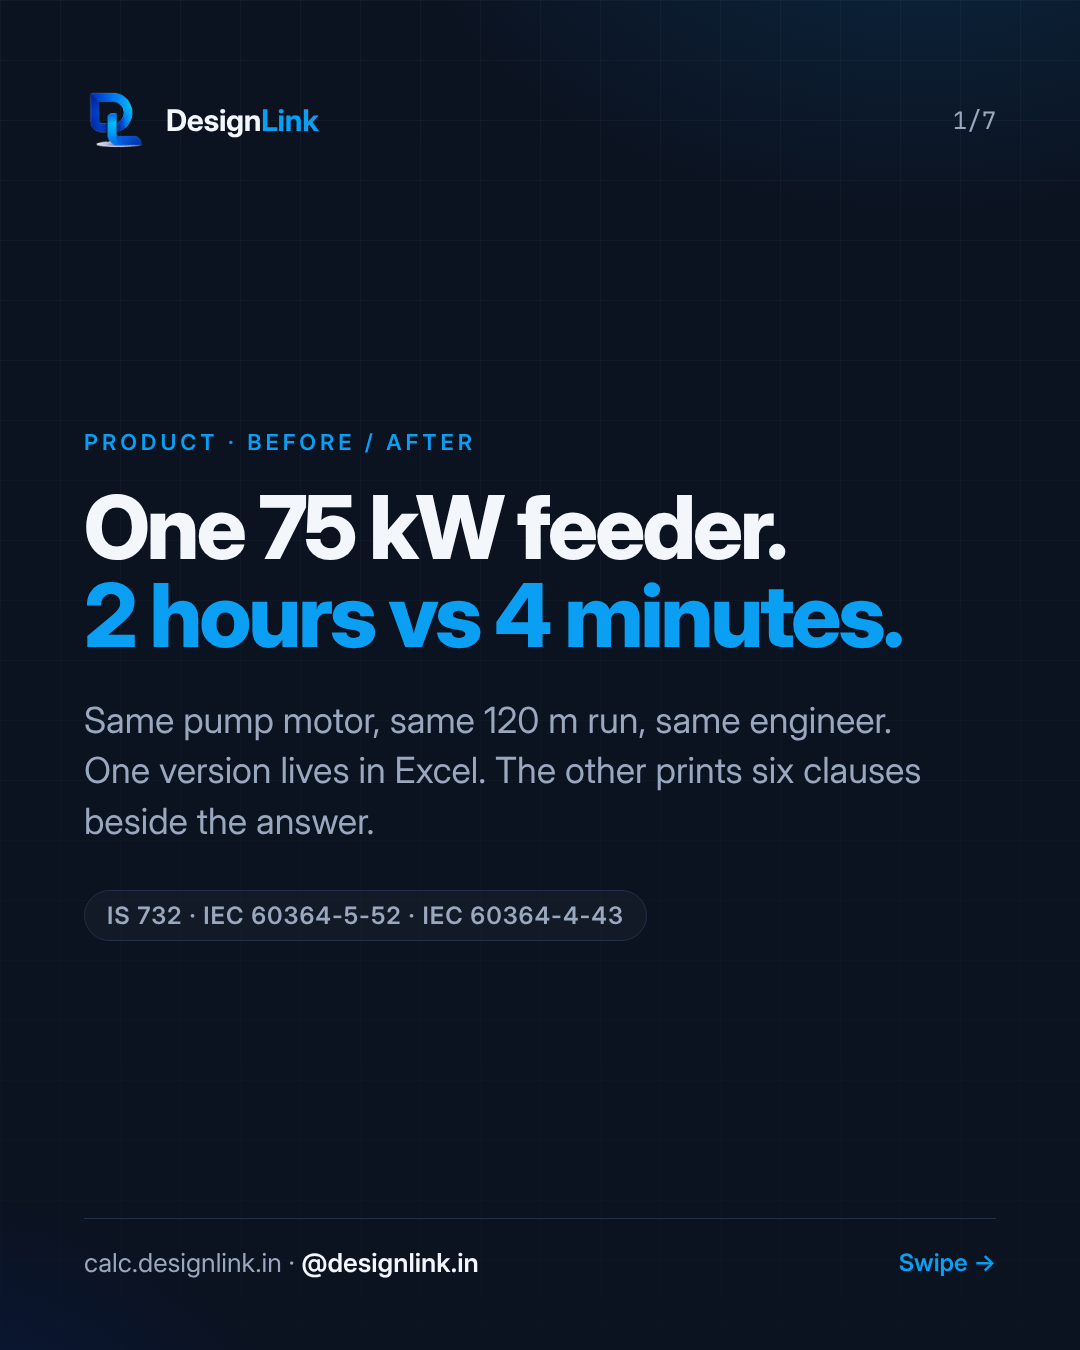 DesignLink
1/7
PRODUCT · BEFORE / AFTER
One 75 kW feeder.
2 hours vs 4 minutes.
Same pump motor, same 120 m run, same engineer.
One version lives in Excel. The other prints six clauses
beside the answer.
IS 732 · IEC 60364-5-52 · IEC 60364-4-43
calc.designlink.in · @designlink.in
Swipe →